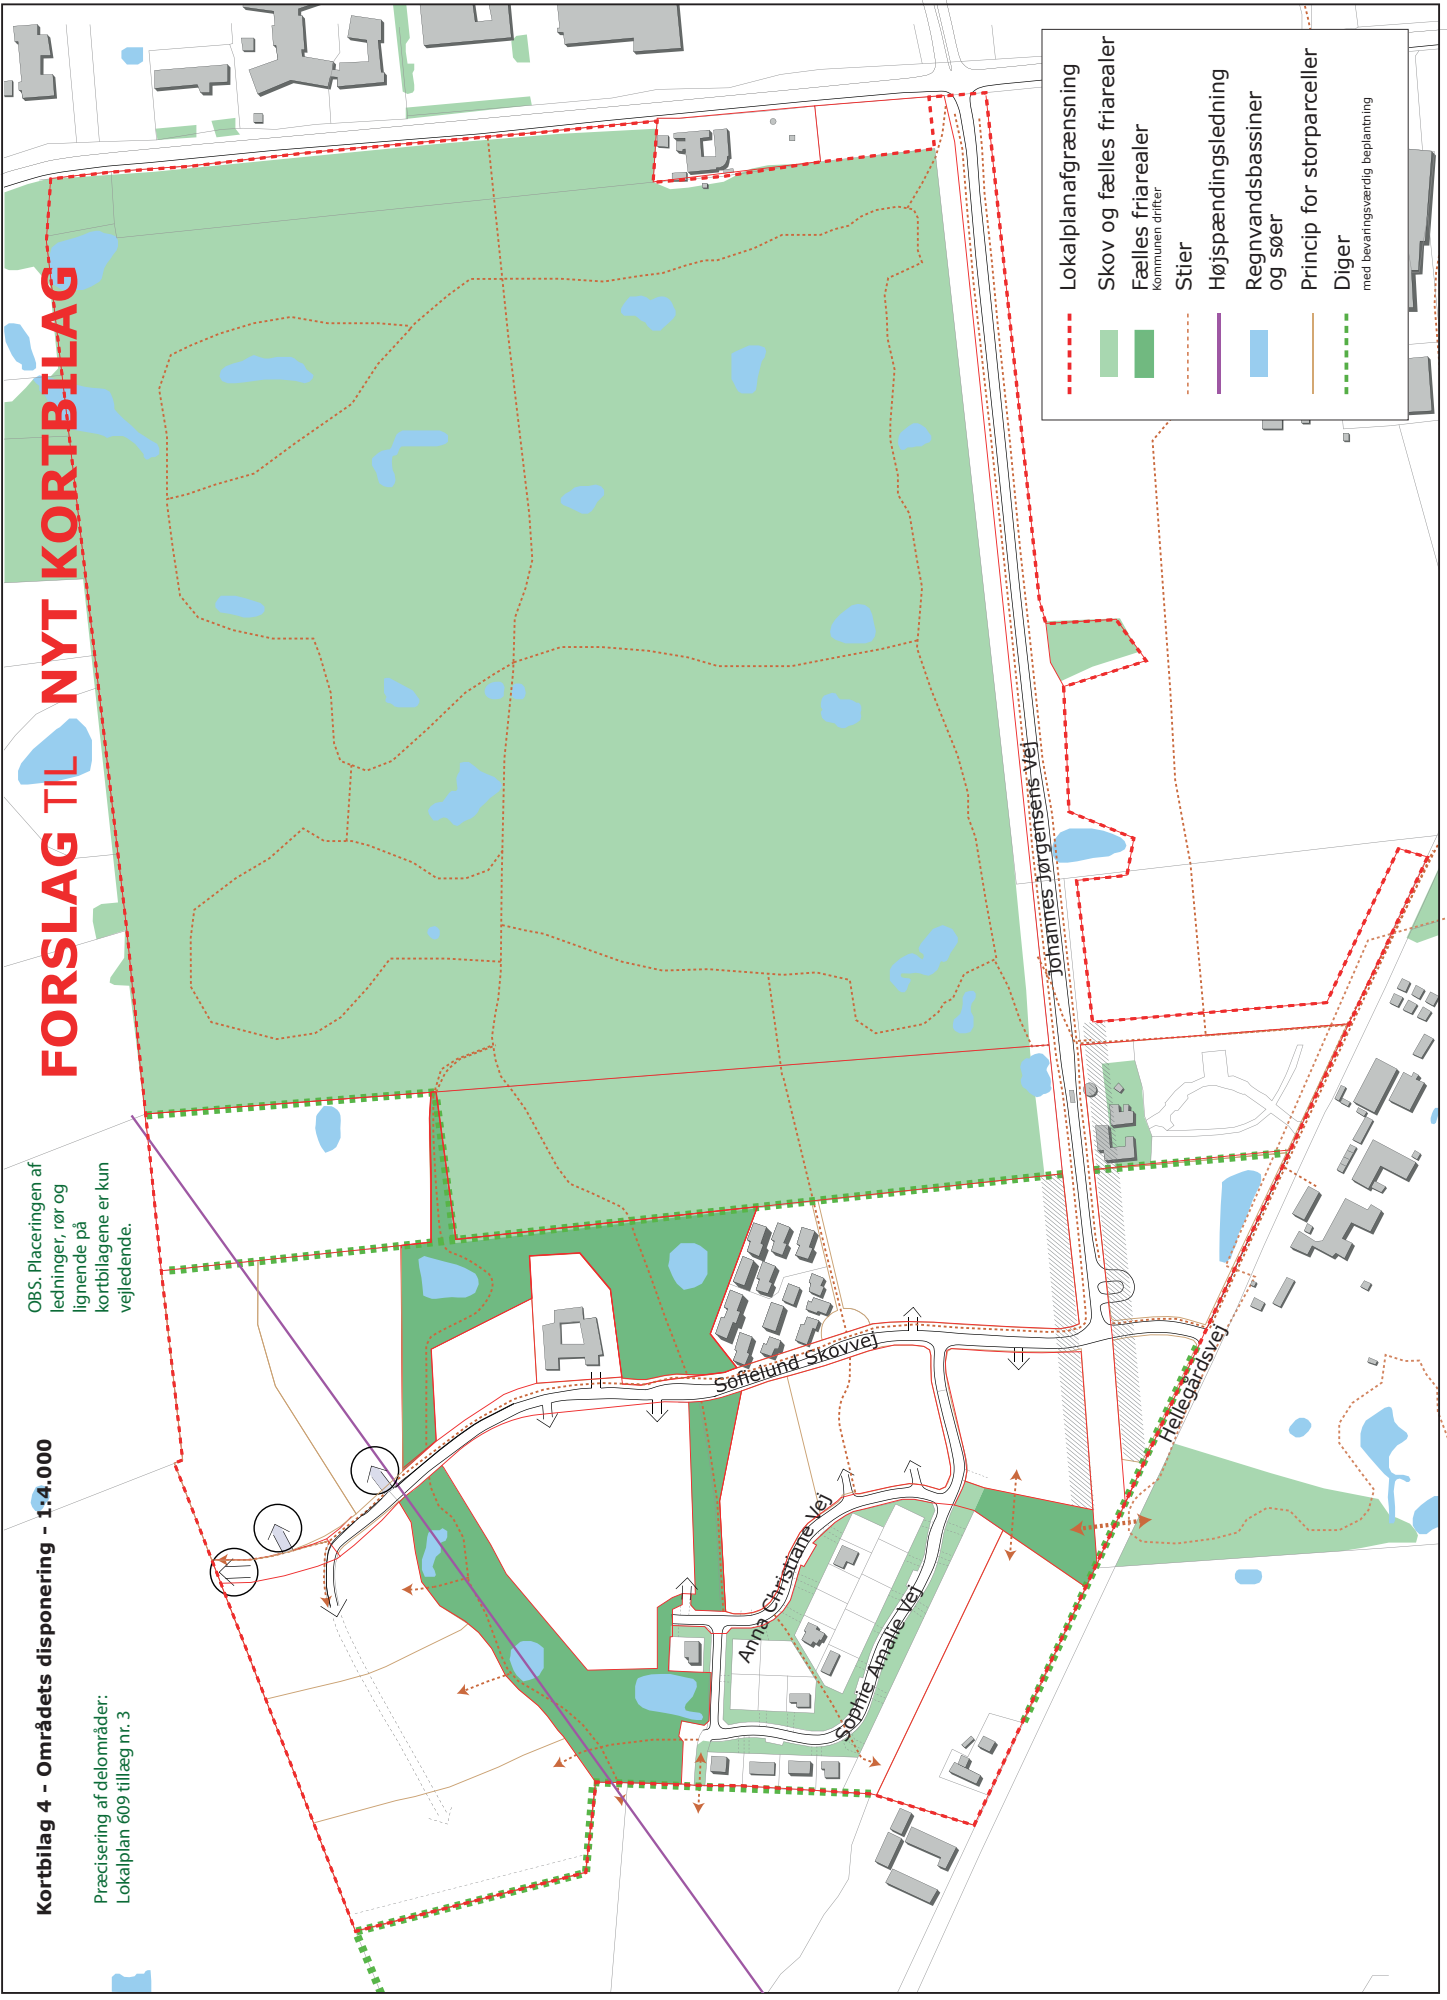 Kortbilag 4 - Områdets disponering - 1:4.000
FORSLAG TIL NYT KORTBILAG
Præcisering af delområder:
Lokalplan 609 tillæg nr. 3
OBS. Placeringen af
ledninger, rør og
lignende på
kortbilagene er kun
vejledende.
Sofielund Skovvej
Anna Christiane Vej
Sophie Amalie Vej
Johannes Jørgensens Vej
Hellegårdsvej
Lokalplanafgrænsning
Skov og fælles friarealer
Fælles friarealer
Kommunen drifter
Stier
Højspændingsledning
Regnvandsbassiner
og søer
Princip for storparceller
Diger
med bevaringsværdig beplantning